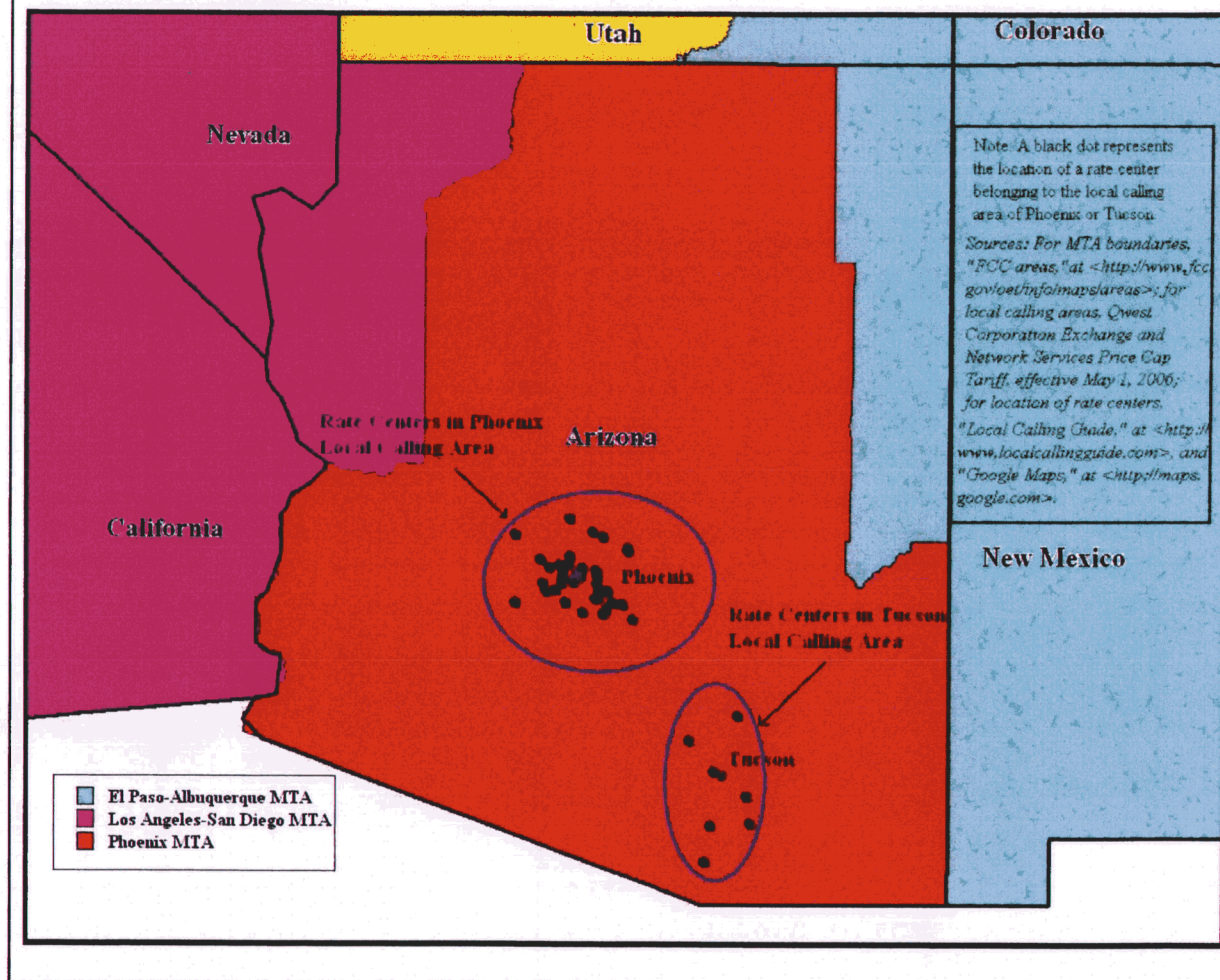 Utah
Colorado
Nevada
Note: A black dot represents
the location of a rate center
belonging to the local calling
area of Phoenix or Tucson
Sources: For MTA boundaries,
"FCC areas," at <http://www.fcc.
gov/oet/info/maps/areas>; for
local calling areas, Qwest
Corporation Exchange and
Network Services Price Cap
Tariff, effective May 1, 2006;
for location of rate centers,
"Local Calling Guide," at <http://
www.localcallingguide.com>, and
"Google Maps," at <http://maps.
google.com>.
Rate Centers in Phoenix
Local Calling Area
Arizona
California
New Mexico
Phoenix
Rate Centers in Tucson
Local Calling Area
Tucson
El Paso-Albuquerque MTA
Los Angeles-San Diego MTA
Phoenix MTA